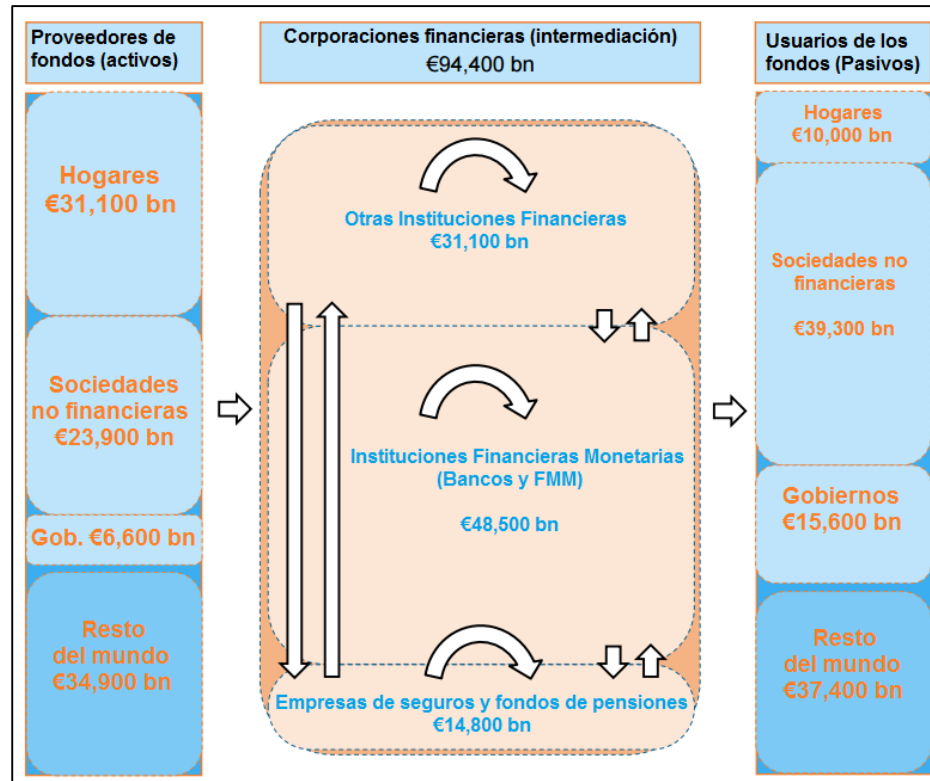 Proveedores de
fondos (activos)
Corporaciones financieras (intermediación)
€94,400 bn
Usuarios de los
fondos (Pasivos)
Hogares
€31,100 bn
Sociedades
no financieras
€23,900 bn
Gob. €6,600 bn
Resto
del mundo
€34,900 bn
Otras Instituciones Financieras
€31,100 bn
Instituciones Financieras Monetarias
(Bancos y FMM)
€48,500 bn
Empresas de seguros y fondos de pensiones
€14,800 bn
Hogares
€10,000 bn
Sociedades no
financieras
€39,300 bn
Gobiernos
€15,600 bn
Resto
del mundo
€37,400 bn